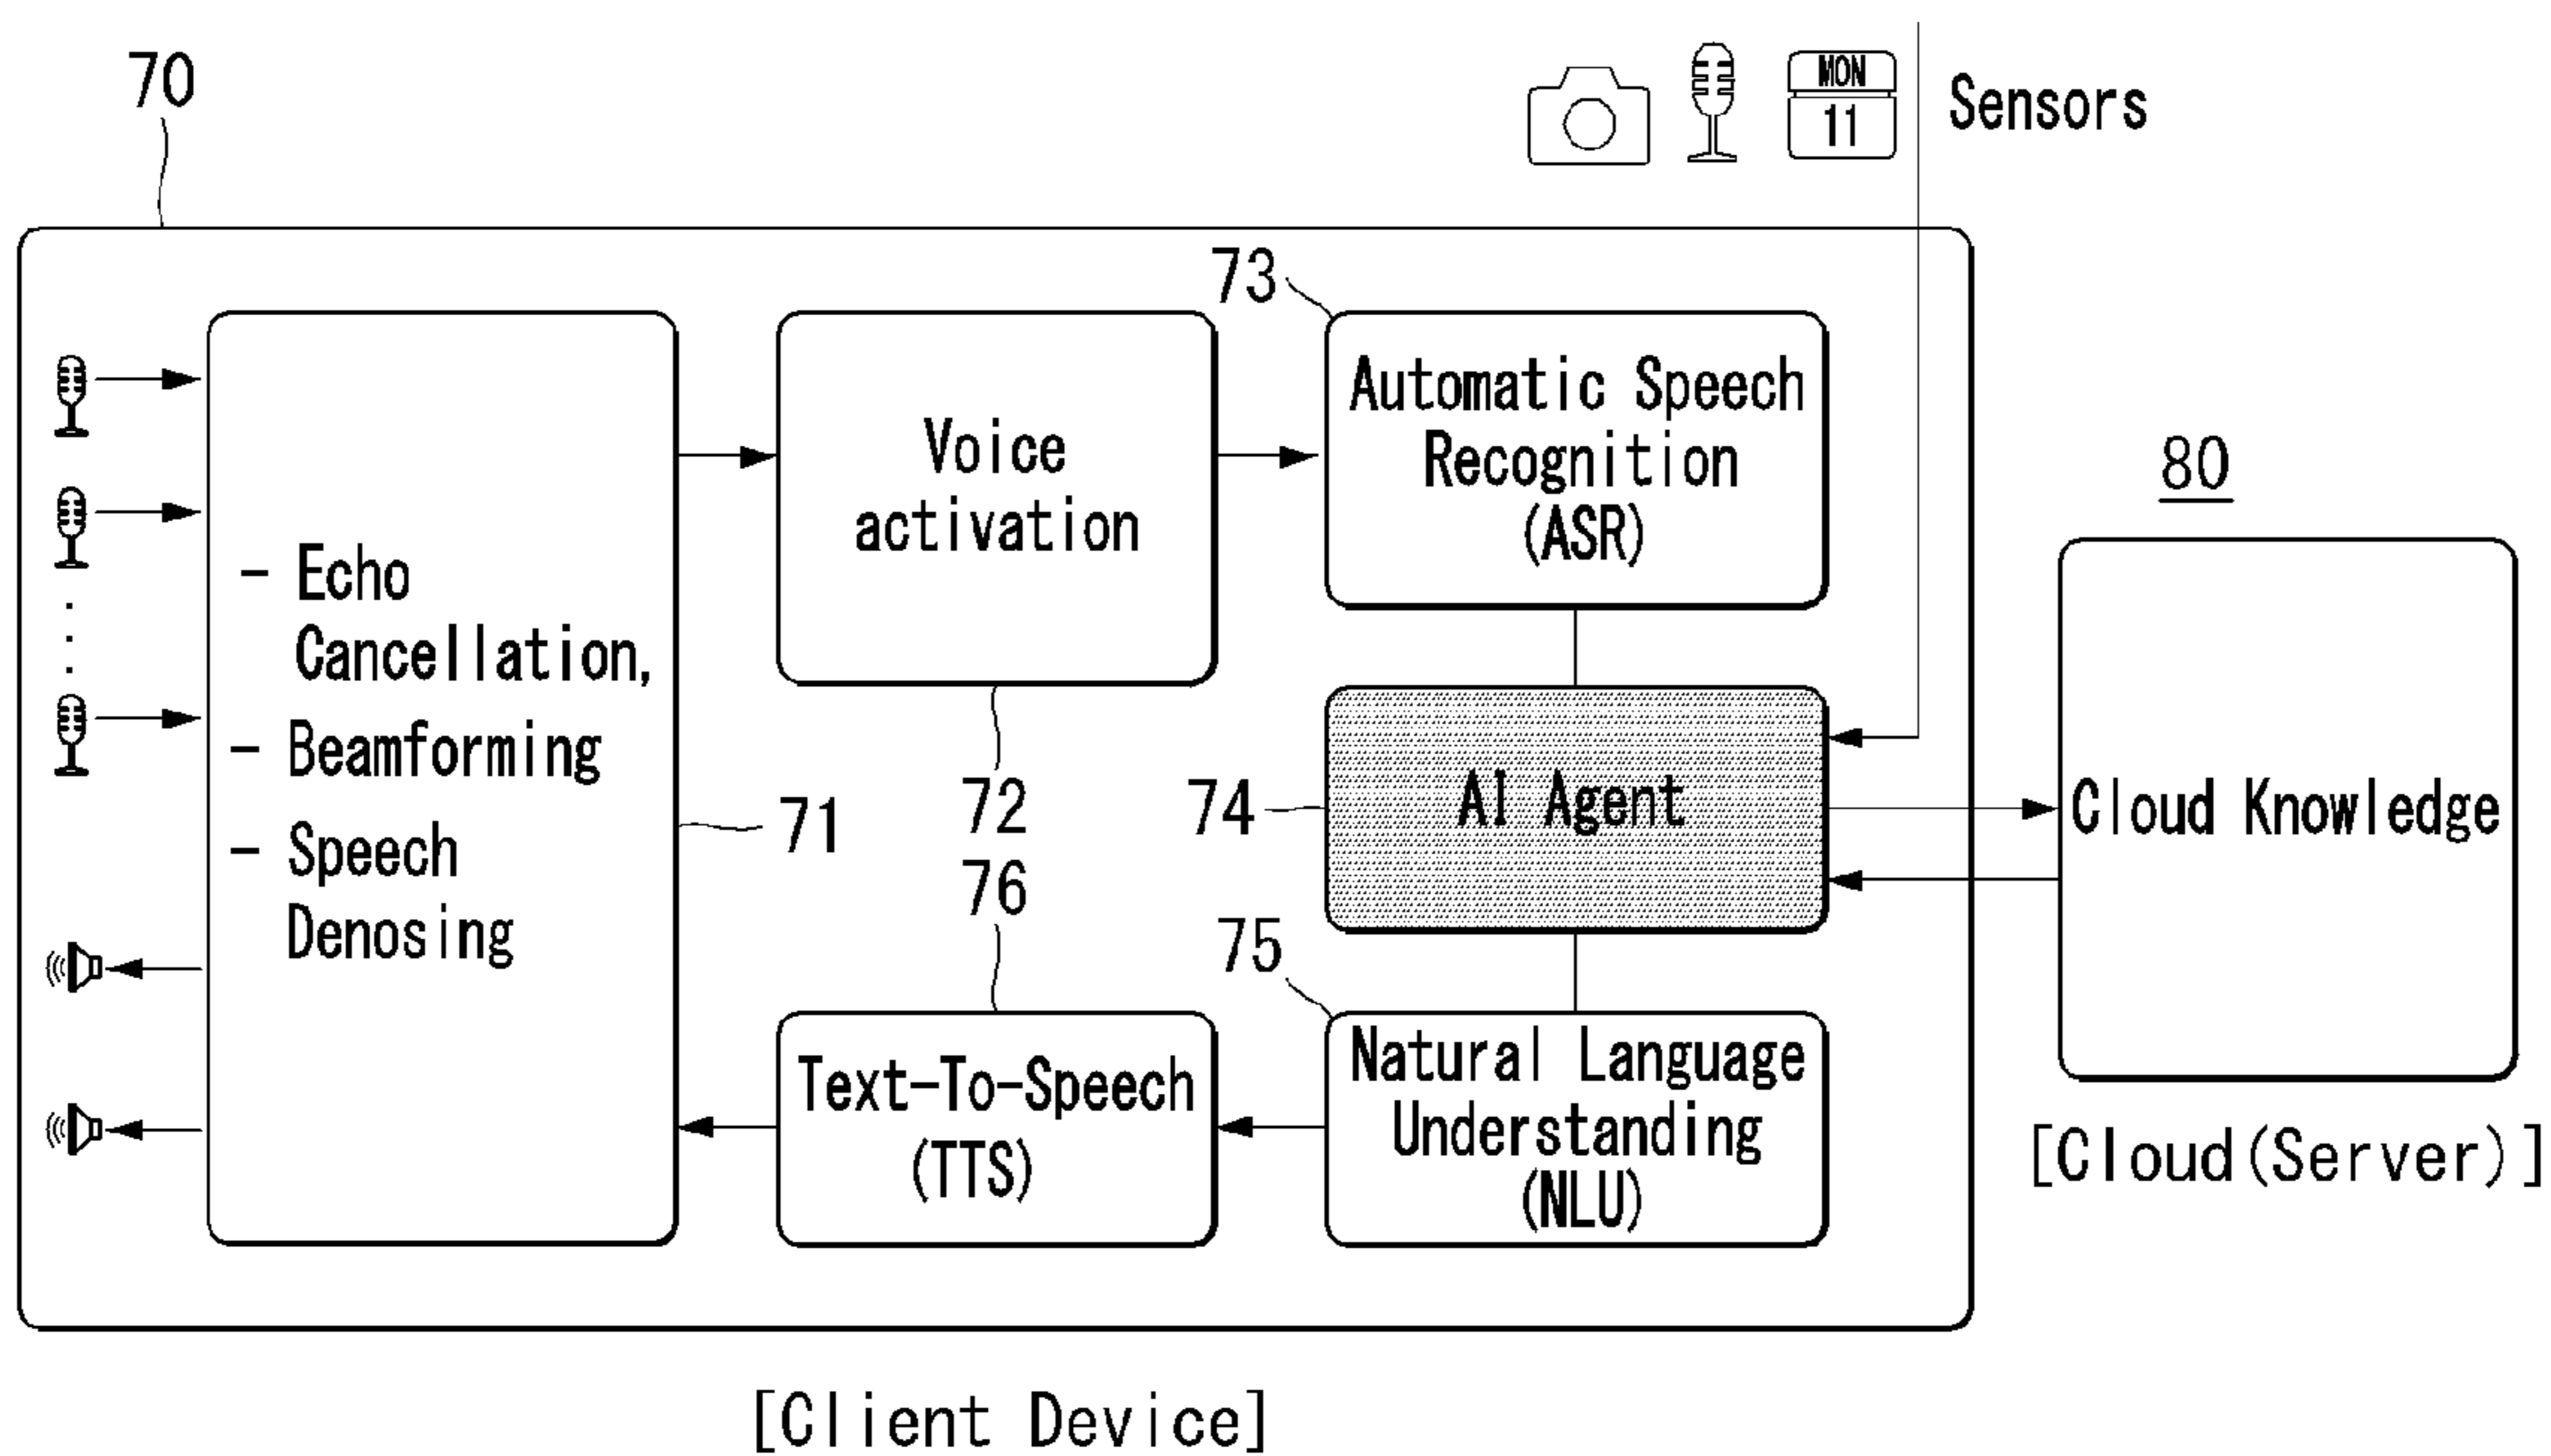 70
MON
11
Sensors
73
Automatic Speech
Recognition
(ASR)
Voice
activation
80
- Echo
Cancellation,
- Beamforming
- Speech
Denosing
71
72
76
74
AI Agent
Cloud Knowledge
75
Text-To-Speech
(TTS)
Natural Language
Understanding
(NLU)
[Cloud(Server)]
[Client Device]